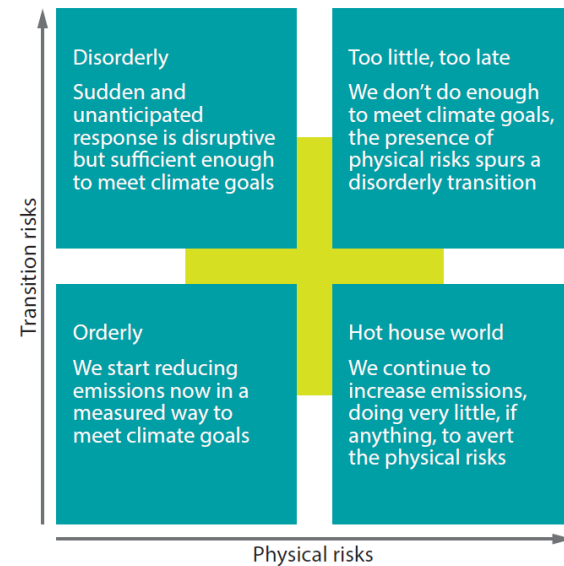 Transition risks
Disorderly
Sudden and
unanticipated
response is disruptive
but sufficient enough
to meet climate goals
Too little, too late
We don’t do enough
to meet climate goals,
the presence of
physical risks spurs a
disorderly transition
Orderly
We start reducing
emissions now in a
measured way to
meet climate goals
Hot house world
We continue to
increase emissions,
doing very little, if
anything, to avert
the physical risks
Physical risks